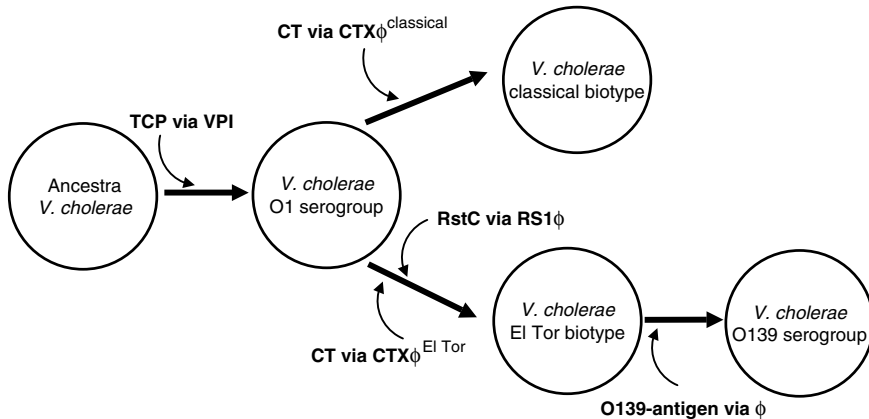 CT via CTXϕ^classical
V. cholerae
classical biotype
TCP via VPI
Ancestra
V. cholerae
V. cholerae
O1 serogroup
RstC via RS1ϕ
CT via CTXϕ^El Tor
V. cholerae
El Tor biotype
V. cholerae
O139 serogroup
O139-antigen via ϕ